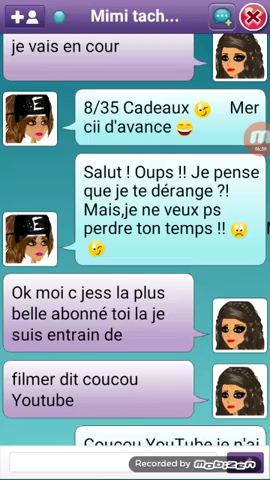 Mimi tach...
je vais en cour
8/35 Cadeaux 😜 Mer
cii d'avance 😄
Salut ! Oups !! Je pense
que je te dérange ?!
Mais,je ne veux ps
perdre ton temps !! 🙁
😜
Ok moi c jess la plus
belle abonné toi la je
suis entrain de
filmer dit coucou
Youtube
Coucou YouTube je n'ai
Recorded by mobizen